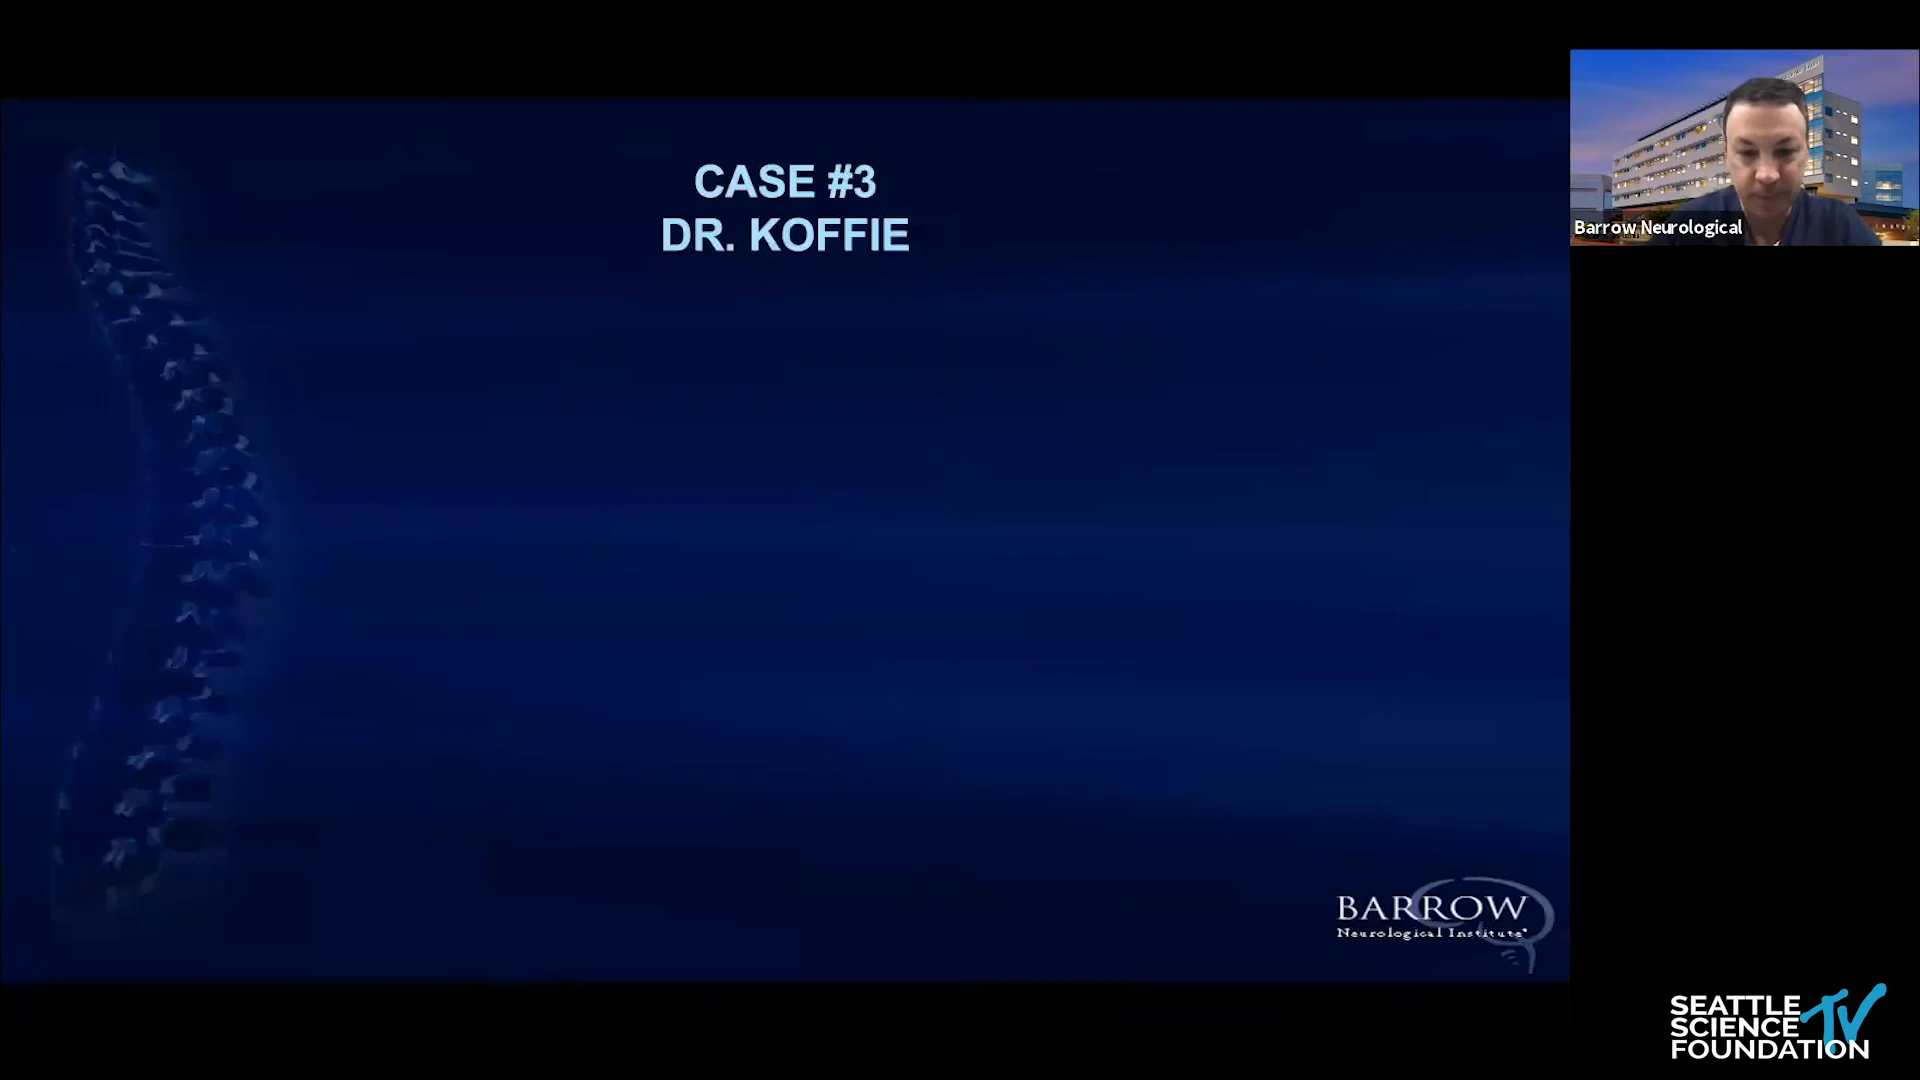 CASE #3
DR. KOFFIE
Barrow Neurological
BARROW
Neurological Institute®
SEATTLE
SCIENCE
FOUNDATION
TV